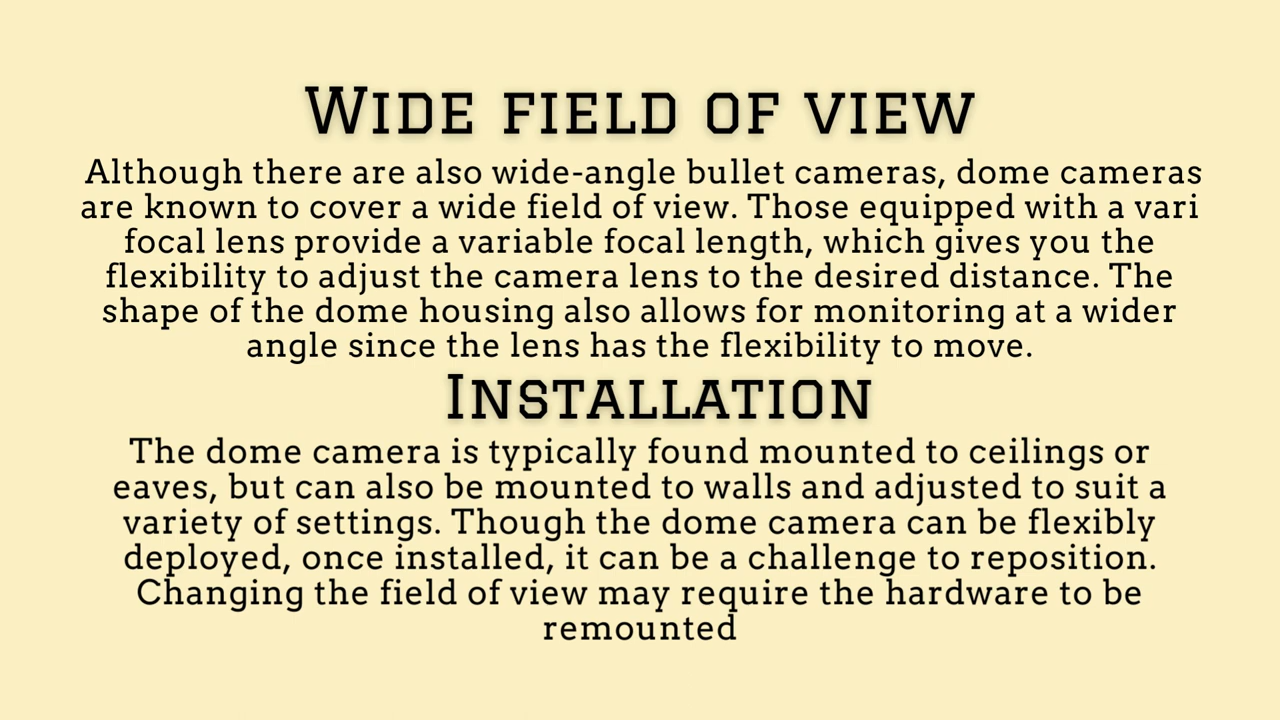 Wide field of view
Although there are also wide-angle bullet cameras, dome cameras
are known to cover a wide field of view. Those equipped with a vari
focal lens provide a variable focal length, which gives you the
flexibility to adjust the camera lens to the desired distance. The
shape of the dome housing also allows for monitoring at a wider
angle since the lens has the flexibility to move.
Installation
The dome camera is typically found mounted to ceilings or
eaves, but can also be mounted to walls and adjusted to suit a
variety of settings. Though the dome camera can be flexibly
deployed, once installed, it can be a challenge to reposition.
Changing the field of view may require the hardware to be
remounted